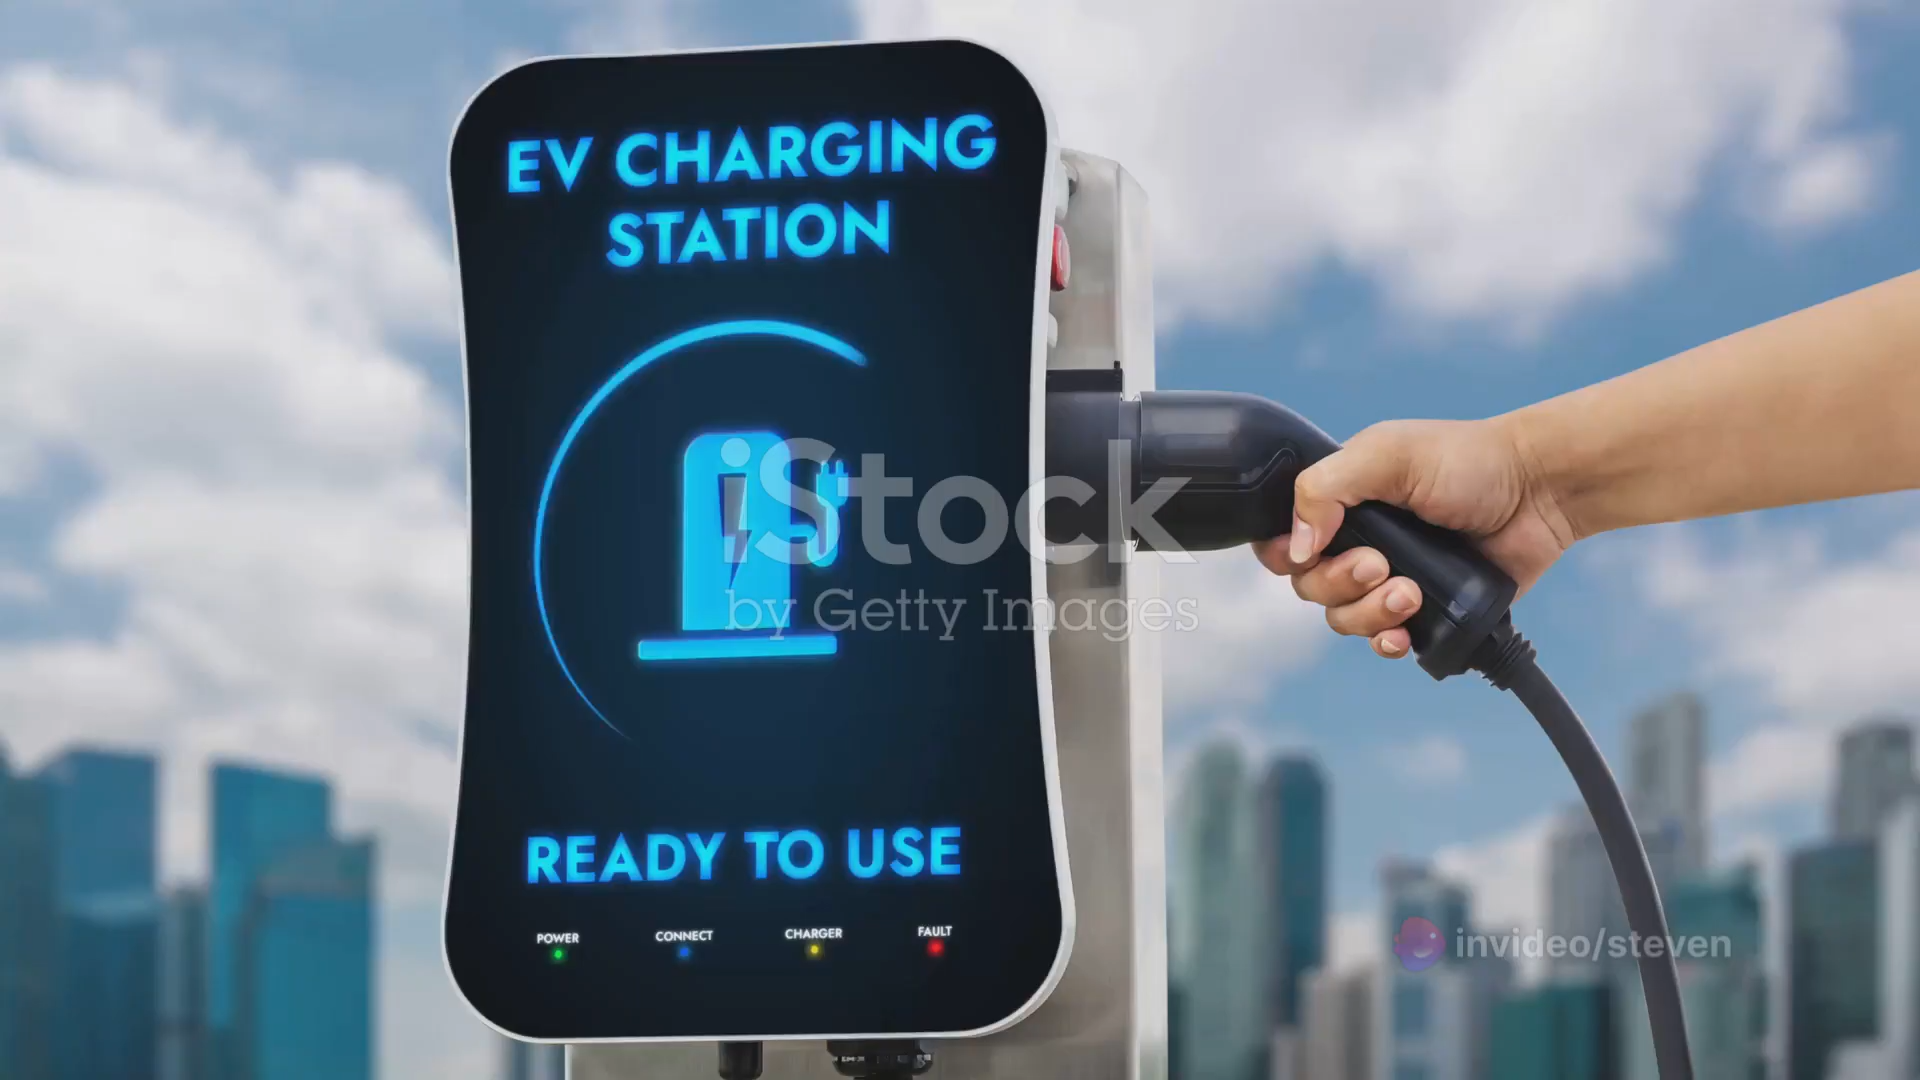 EV CHARGING
STATION
iStock
by Getty Images
READY TO USE
POWER CONNECT CHARGER FAULT
invideo/steven